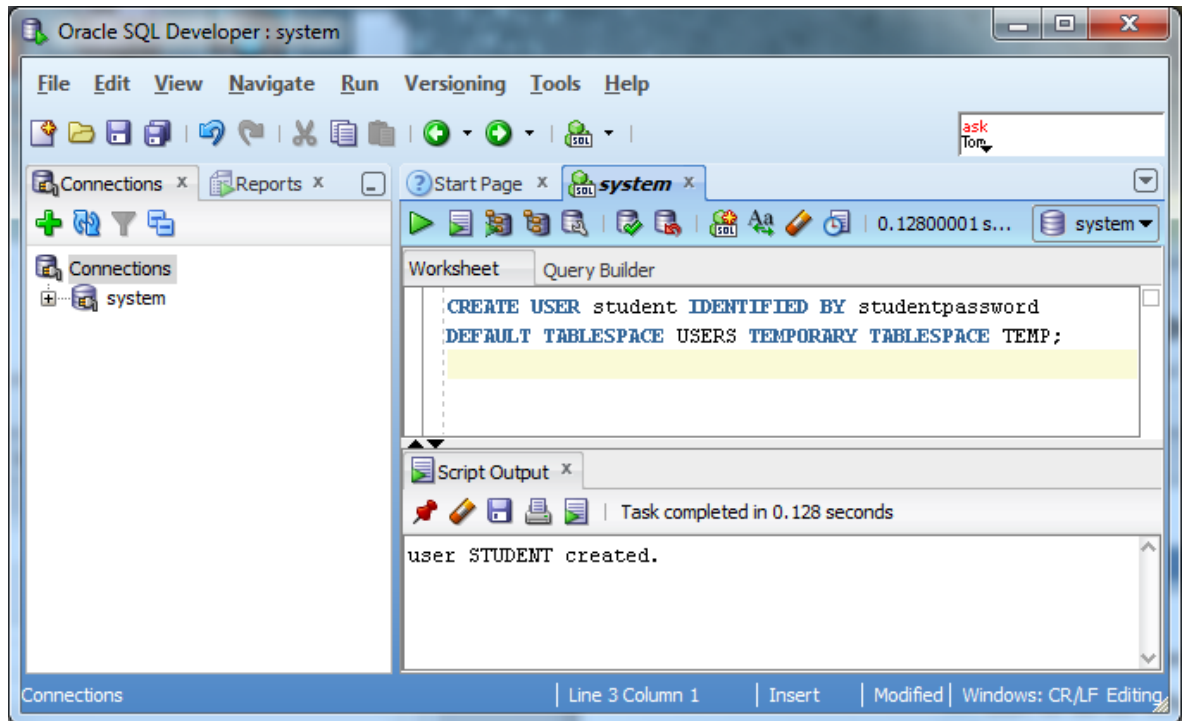 Oracle SQL Developer : system
File Edit View Navigate Run Versioning Tools Help
ask
Tom
Connections x Reports x
Start Page x system x
0.12800001 s... system
Connections
system
Worksheet Query Builder
CREATE USER student IDENTIFIED BY studentpassword
DEFAULT TABLESPACE USERS TEMPORARY TABLESPACE TEMP;
Script Output x
Task completed in 0.128 seconds
user STUDENT created.
Connections Line 3 Column 1 Insert Modified Windows: CR/LF Editing